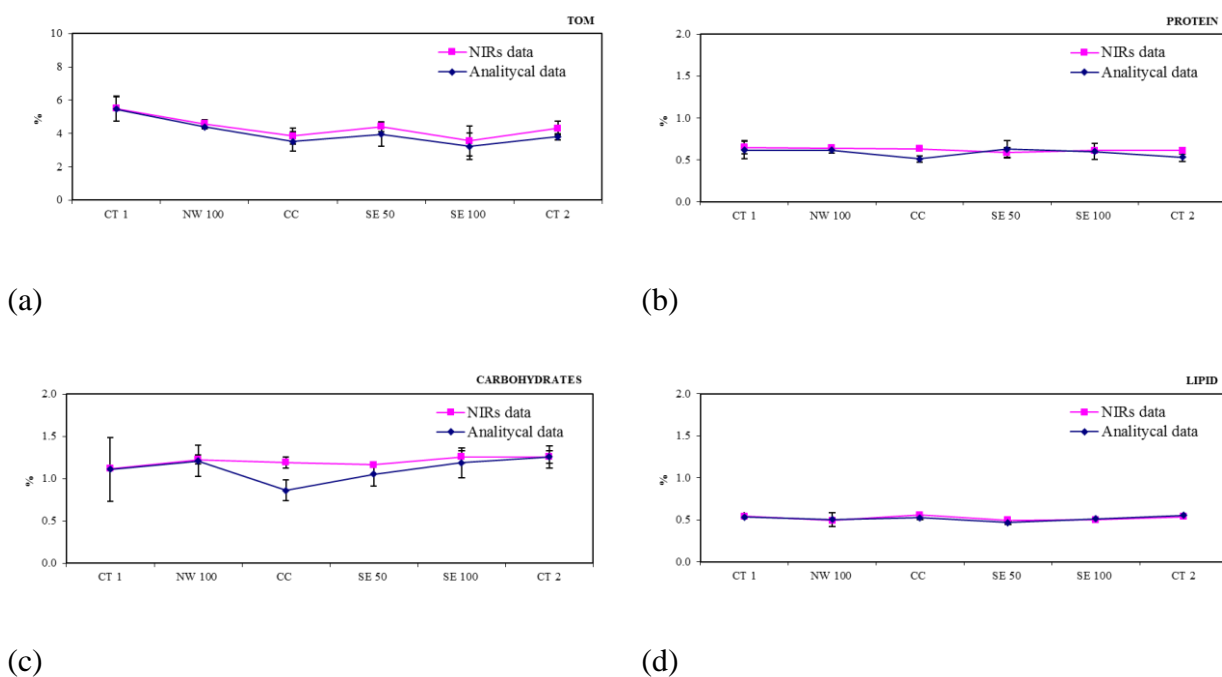 TOM
10
8
6
4
2
0
%
NIRs data
Analitycal data
CT 1 NW 100 CC SE 50 SE 100 CT 2
(a)
PROTEIN
2.0
1.5
1.0
0.5
0.0
%
NIRs data
Analitycal data
CT 1 NW 100 CC SE 50 SE 100 CT 2
(b)
CARBOHYDRATES
2.0
1.5
1.0
0.5
0.0
%
NIRs data
Analitycal data
CT 1 NW 100 CC SE 50 SE 100 CT 2
(c)
LIPID
2.0
1.5
1.0
0.5
0.0
%
NIRs data
Analitycal data
CT 1 NW 100 CC SE 50 SE 100 CT 2
(d)